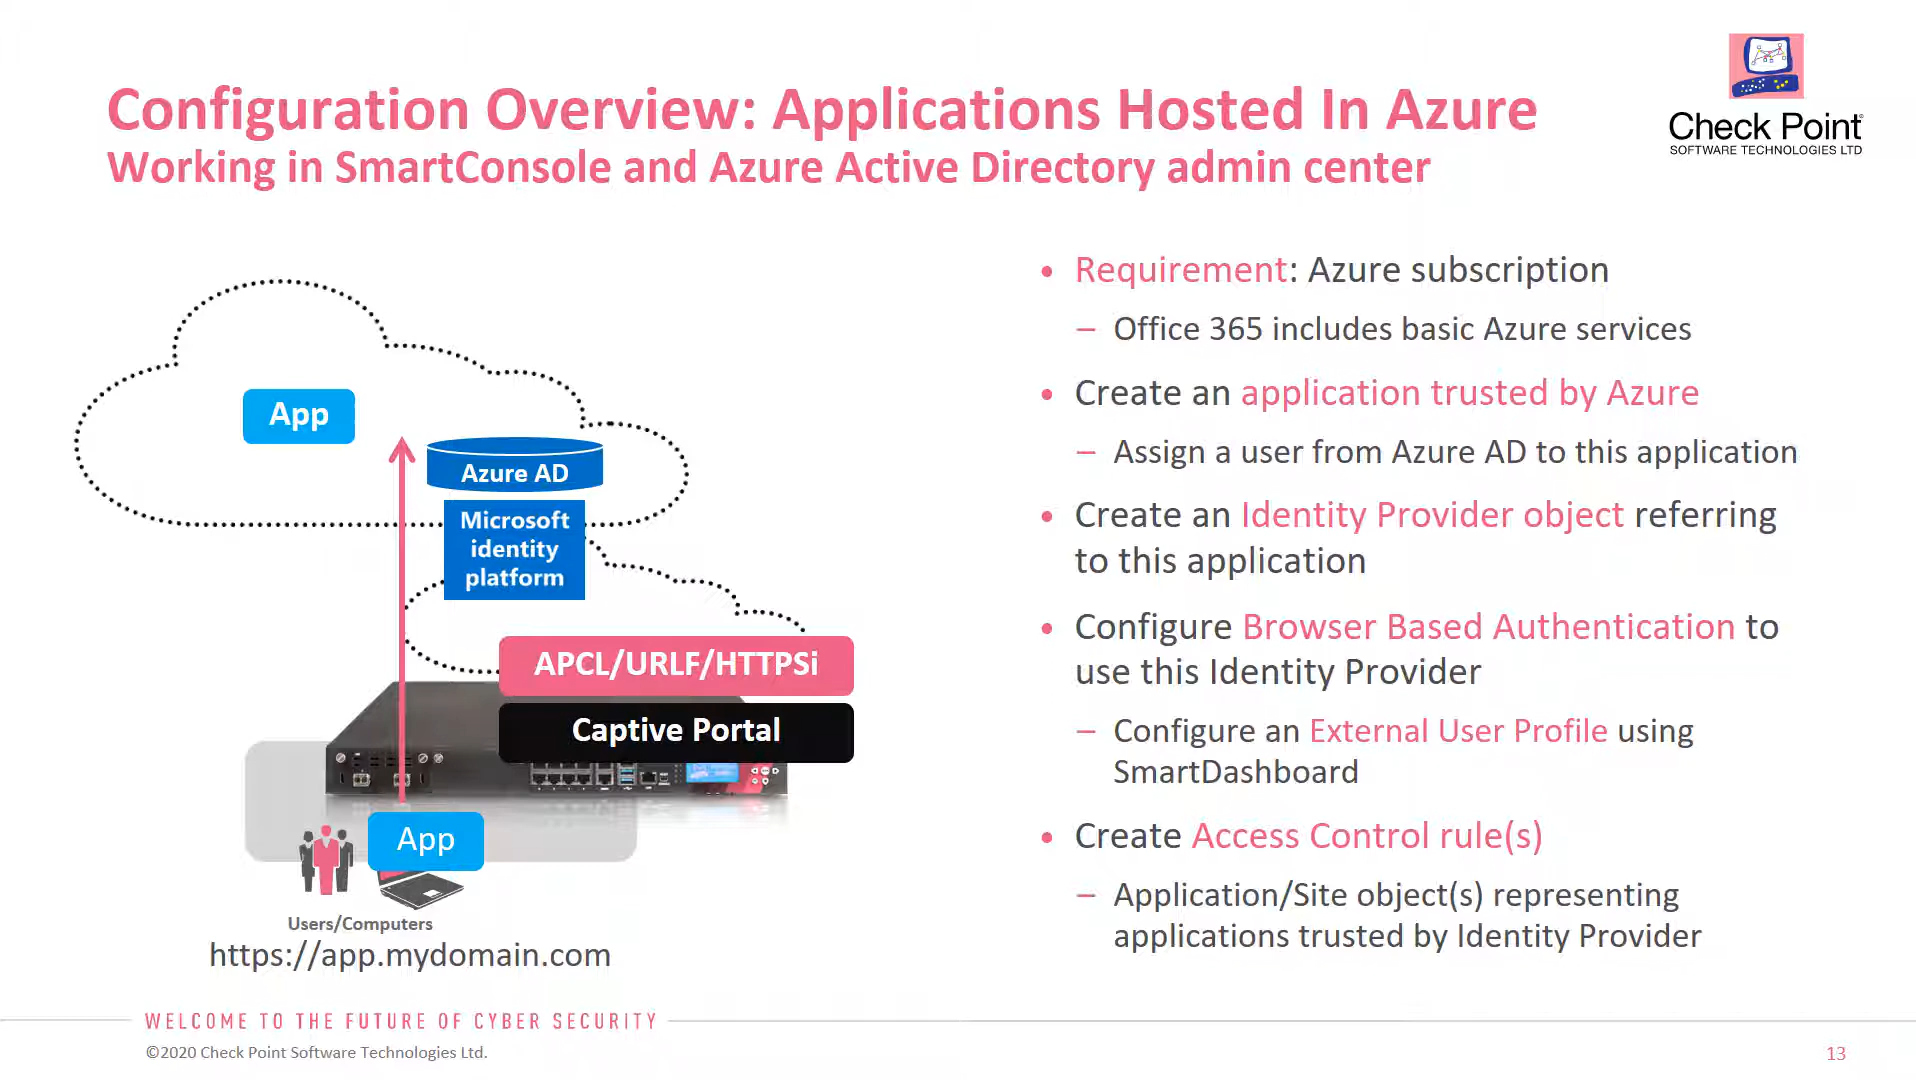 Configuration Overview: Applications Hosted In Azure
Working in SmartConsole and Azure Active Directory admin center
Check Point
SOFTWARE TECHNOLOGIES LTD
App
Azure AD
Microsoft
identity
platform
APCL/URLF/HTTPSi
Captive Portal
App
Users/Computers
https://app.mydomain.com
• Requirement: Azure subscription
– Office 365 includes basic Azure services
• Create an application trusted by Azure
– Assign a user from Azure AD to this application
• Create an Identity Provider object referring
to this application
• Configure Browser Based Authentication to
use this Identity Provider
– Configure an External User Profile using
SmartDashboard
• Create Access Control rule(s)
– Application/Site object(s) representing
applications trusted by Identity Provider
WELCOME TO THE FUTURE OF CYBER SECURITY
©2020 Check Point Software Technologies Ltd.
13